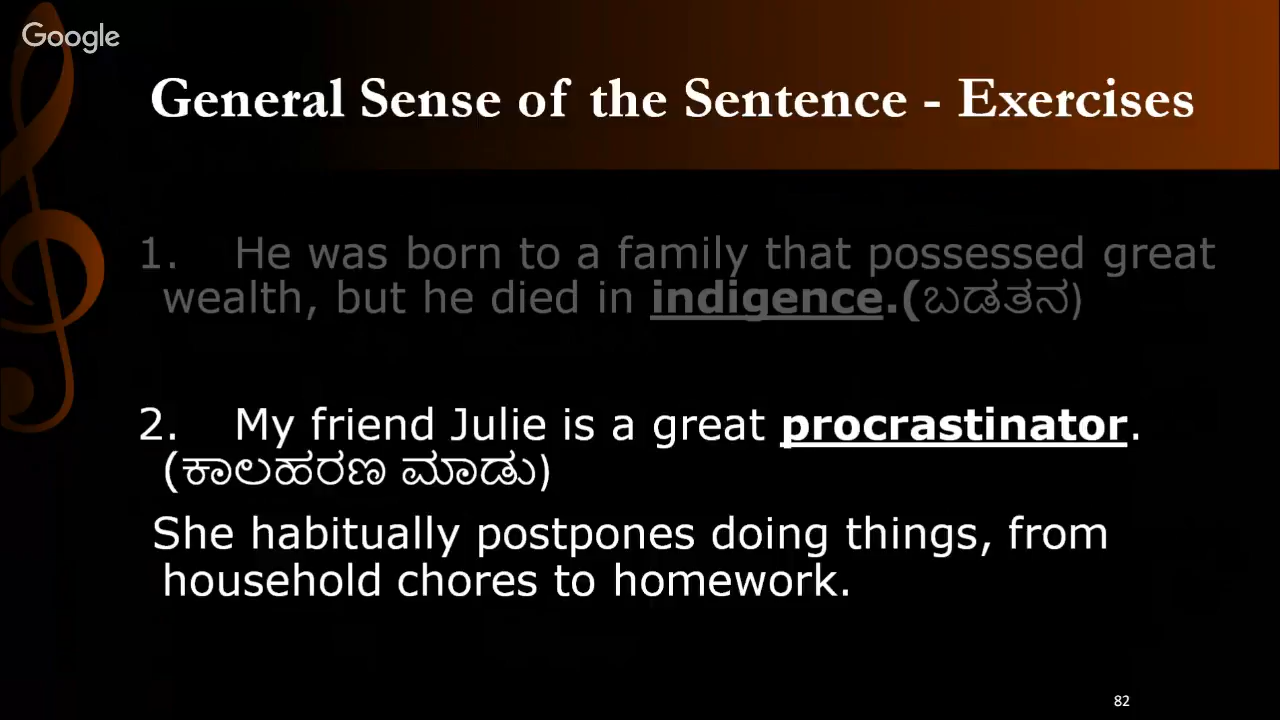 Google
General Sense of the Sentence - Exercises
1. He was born to a family that possessed great
wealth, but he died in indigence.(ಬಡತನ)
2. My friend Julie is a great procrastinator.
(ಕಾಲಹರಣ ಮಾಡು)
She habitually postpones doing things, from
household chores to homework.
82